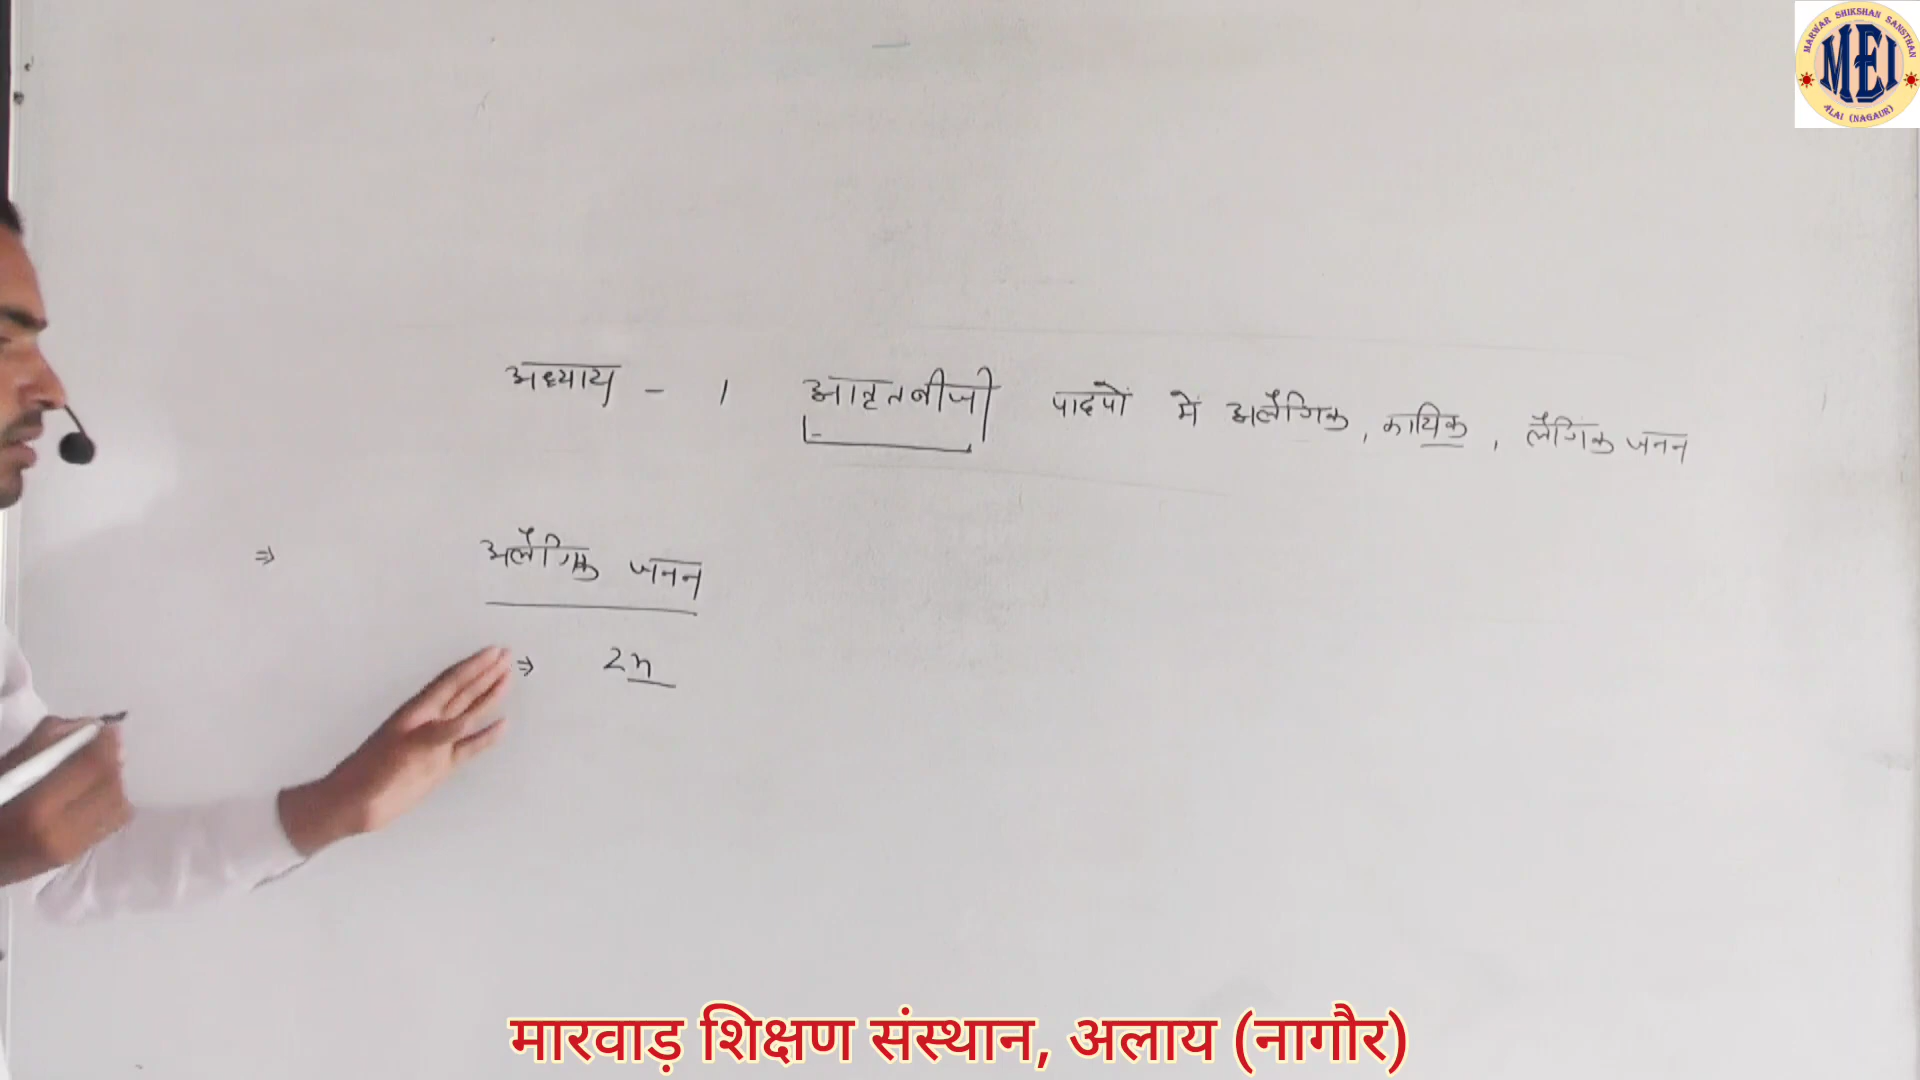 MARWAR SHIKSHAN SANSTHAN
MEI
ALAI (NAGAUR)
अध्याय - 1 आवृतबीजी पादपों में अलैंगिक, कायिक, लैंगिक जनन
⇒ अलैंगिक जनन
⇒ 2n
मारवाड़ शिक्षण संस्थान, अलाय (नागौर)